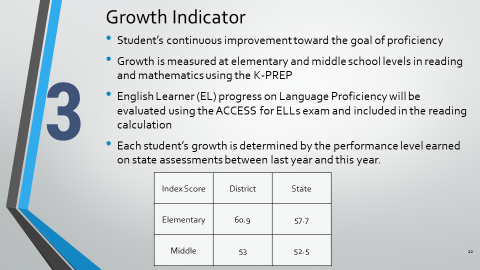 Growth Indicator
• Student's continuous improvement toward the goal of proficiency
• Growth is measured at elementary and middle school levels in reading
and mathematics using the K-PREP
3
• English Learner (EL) progress on Language Proficiency will be
evaluated using the ACCESS for ELLs exam and included in the reading
calculation
• Each student's growth is determined by the performance level earned
on state assessments between last year and this year.
Index Score District State
Elementary 60.9 57.7
Middle 53 52.5